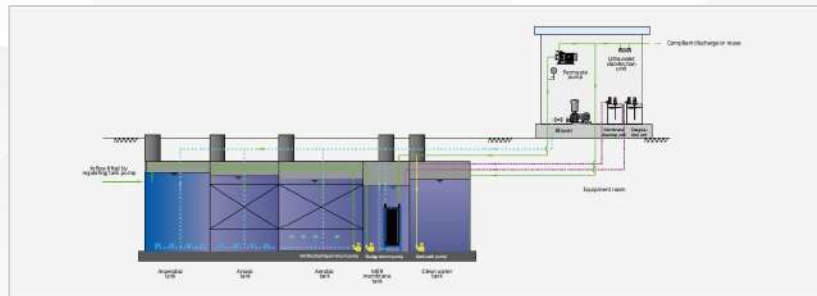 Compliant discharge or reuse
Permeate
pump
Ultraviolet
disinfection
unit
Blower
Membrane
Inflow lifted by
regulating tank pump
Equipment room
Anaerobic
tank
Anoxic
tank
Aerobic
tank
MBR
membrane
tank
Clean water
tank